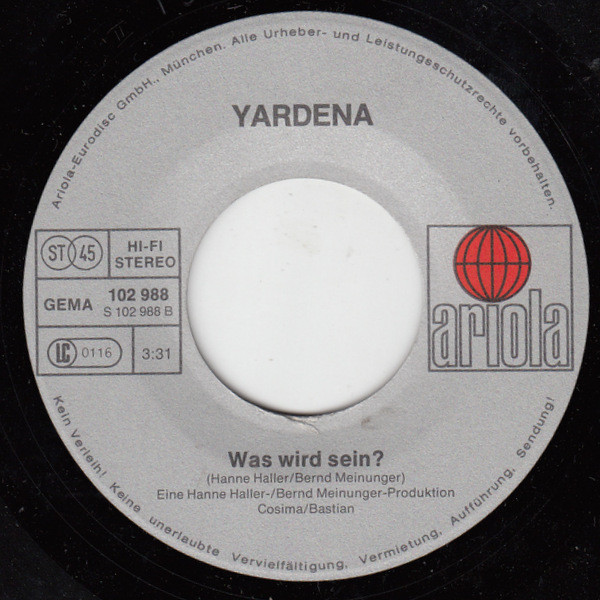 Ariola-Eurodisc GmbH., München. Alle Urheber- und Leistungsschutzrechte vorbehalten.
YARDENA
ST 45
HI-FI
STEREO
GEMA
102 988
S 102 988 B
LC 0116
3:31
ariola
Was wird sein?
(Hanne Haller/Bernd Meinunger)
Eine Hanne Haller-/Bernd Meinunger-Produktion
Cosima/Bastian
Kein Verleih! Keine unerlaubte Vervielfältigung, Vermietung, Aufführung, Sendung!